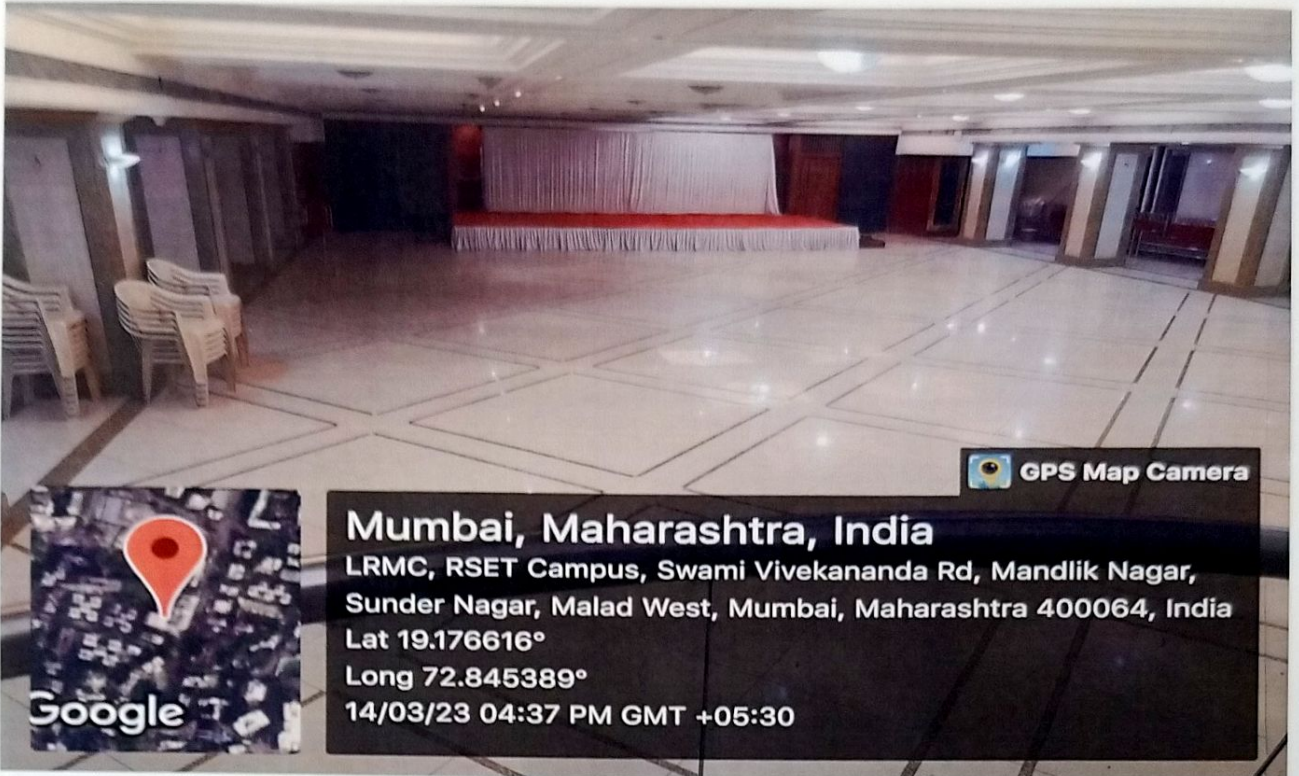 GPS Map Camera
Mumbai, Maharashtra, India
LRMC, RSET Campus, Swami Vivekananda Rd, Mandlik Nagar,
Sunder Nagar, Malad West, Mumbai, Maharashtra 400064, India
Lat 19.176616°
Long 72.845389°
14/03/23 04:37 PM GMT +05:30
Google